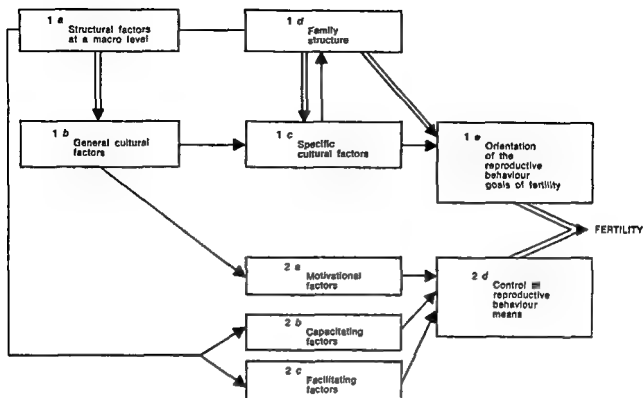 1 a
Structural factors
at a macro level
1 d
Family
structure
1 b
General cultural
factors
1 c
Specific
cultural factors
1 e
Orientation
of the
reproductive
behaviour
goals of fertility
FERTILITY
2 a
Motivational
factors
2 b
Capacitating
factors
2 c
Facilitating
factors
2 d
Control
reproductive
behaviour
means